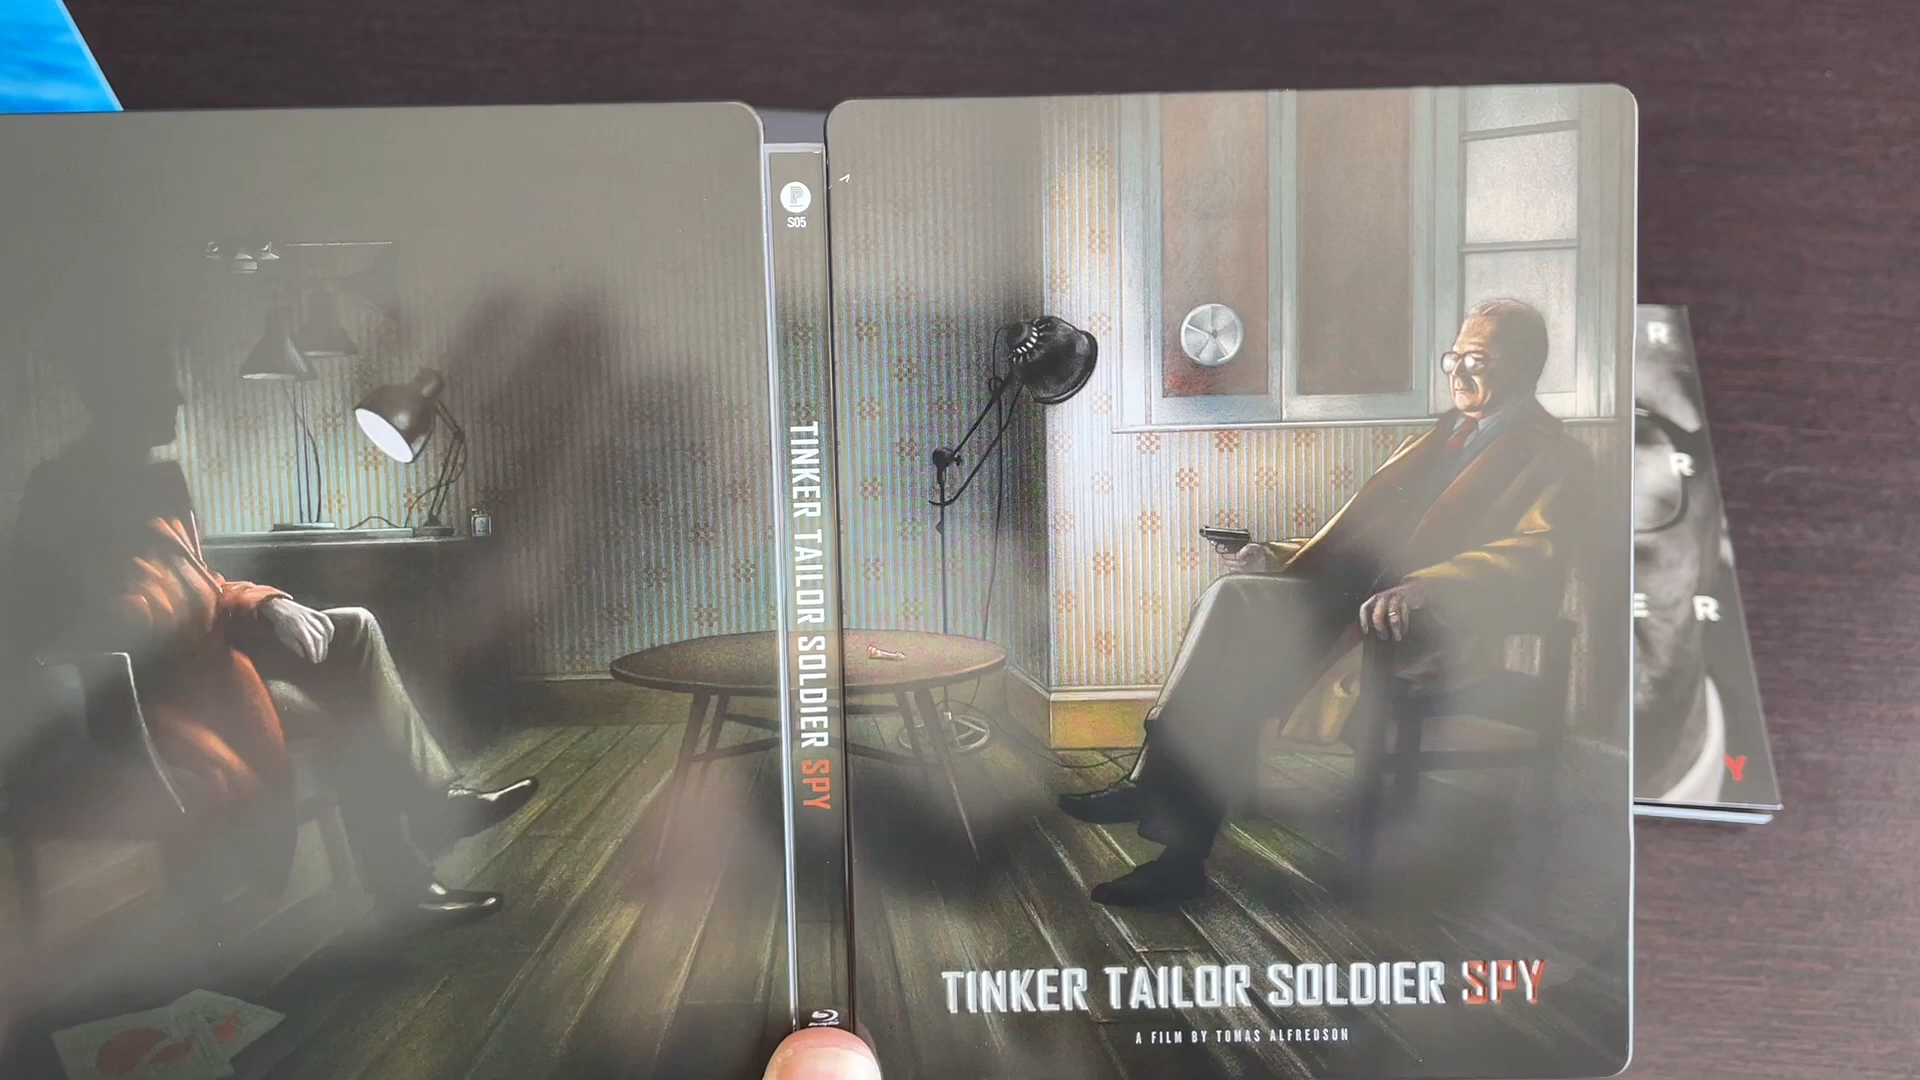 P
S05
TINKER TAILOR SOLDIER SPY
TINKER TAILOR SOLDIER SPY
A FILM BY TOMAS ALFREDSON
R
R
E R
Y